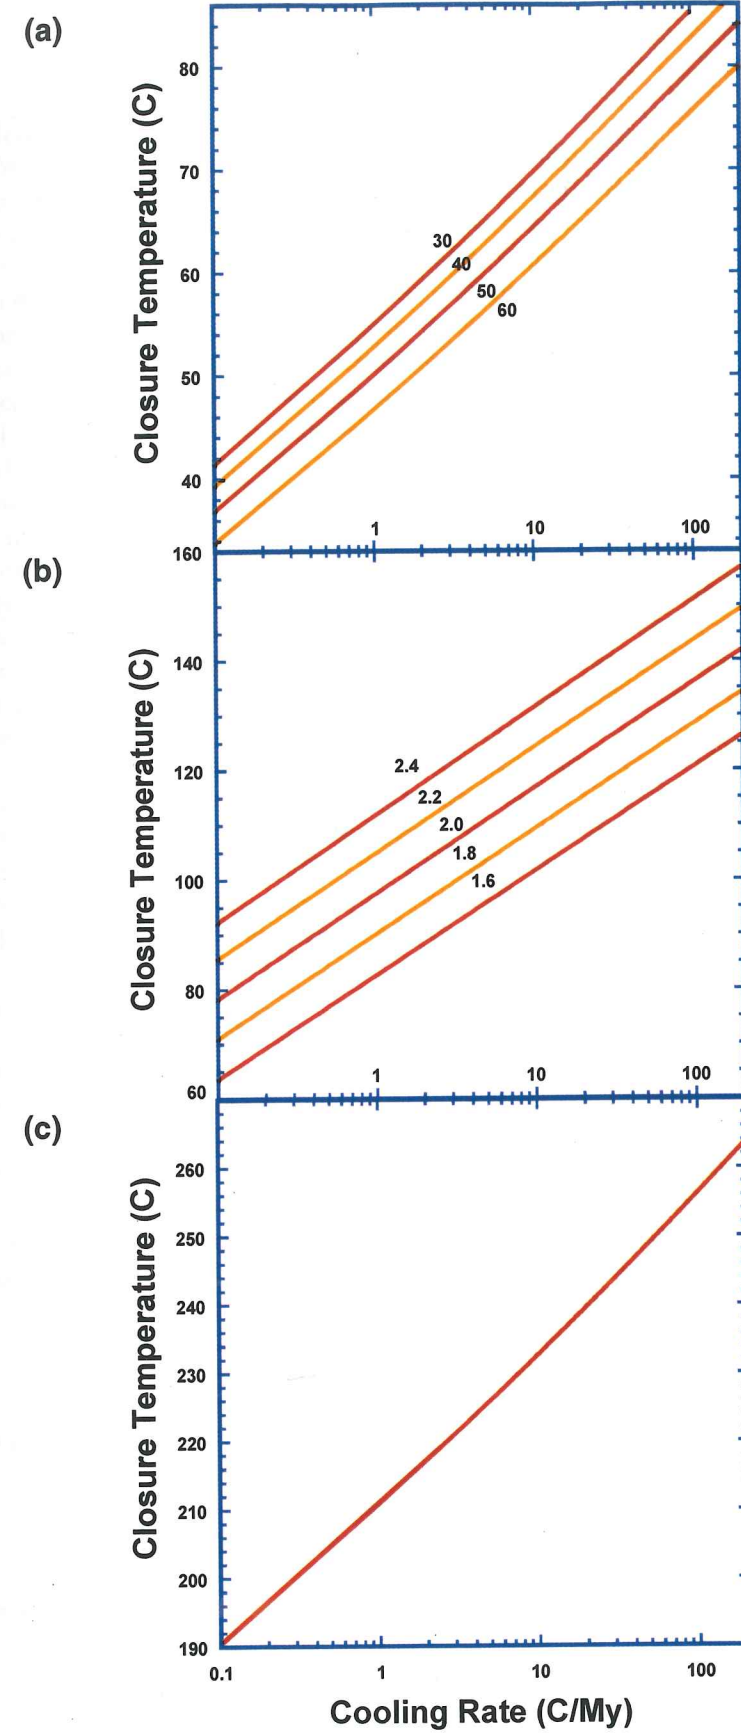 (a)
Closure Temperature (C)
80
70
60
50
40
30
40
50
60
1 10 100
(b)
Closure Temperature (C)
160
140
120
100
80
60
2.4
2.2
2.0
1.8
1.6
1 10 100
(c)
Closure Temperature (C)
260
250
240
230
220
210
200
190
0.1 1 10 100
Cooling Rate (C/My)